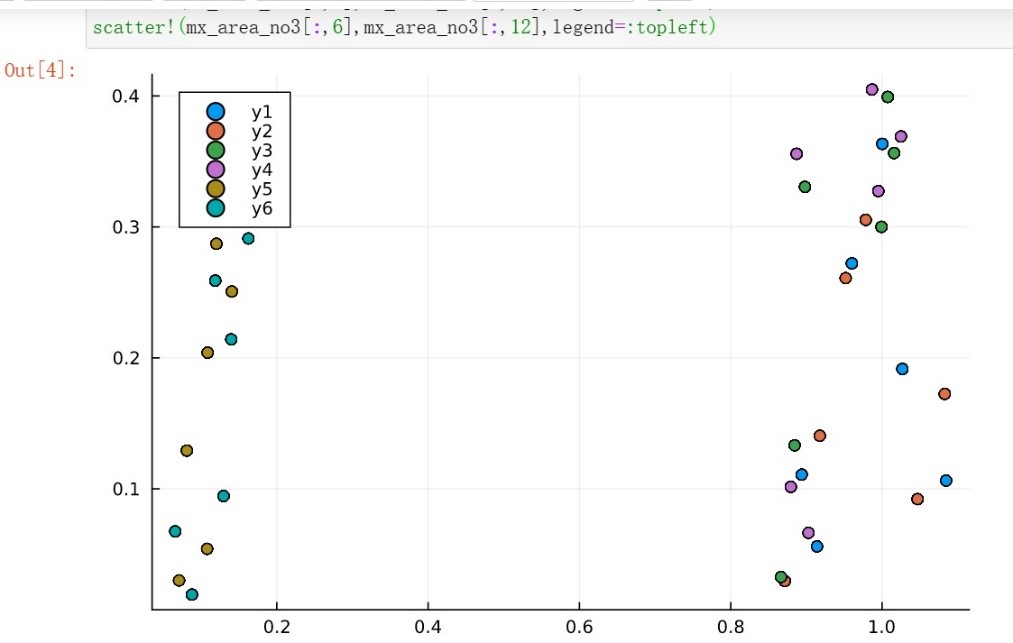 scatter!(mx_area_no3[:,6],mx_area_no3[:,12],legend=:topleft)
Out[4]:
0.4
0.3
0.2
0.1
y1
y2
y3
y4
y5
y6
0.2 0.4 0.6 0.8 1.0